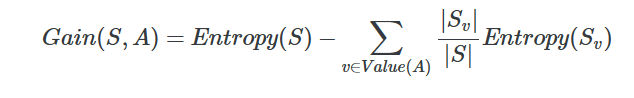 Gain(S, A) = Entropy(S) − ∑_{v∈Value(A)} |S_v|/|S| Entropy(S_v)